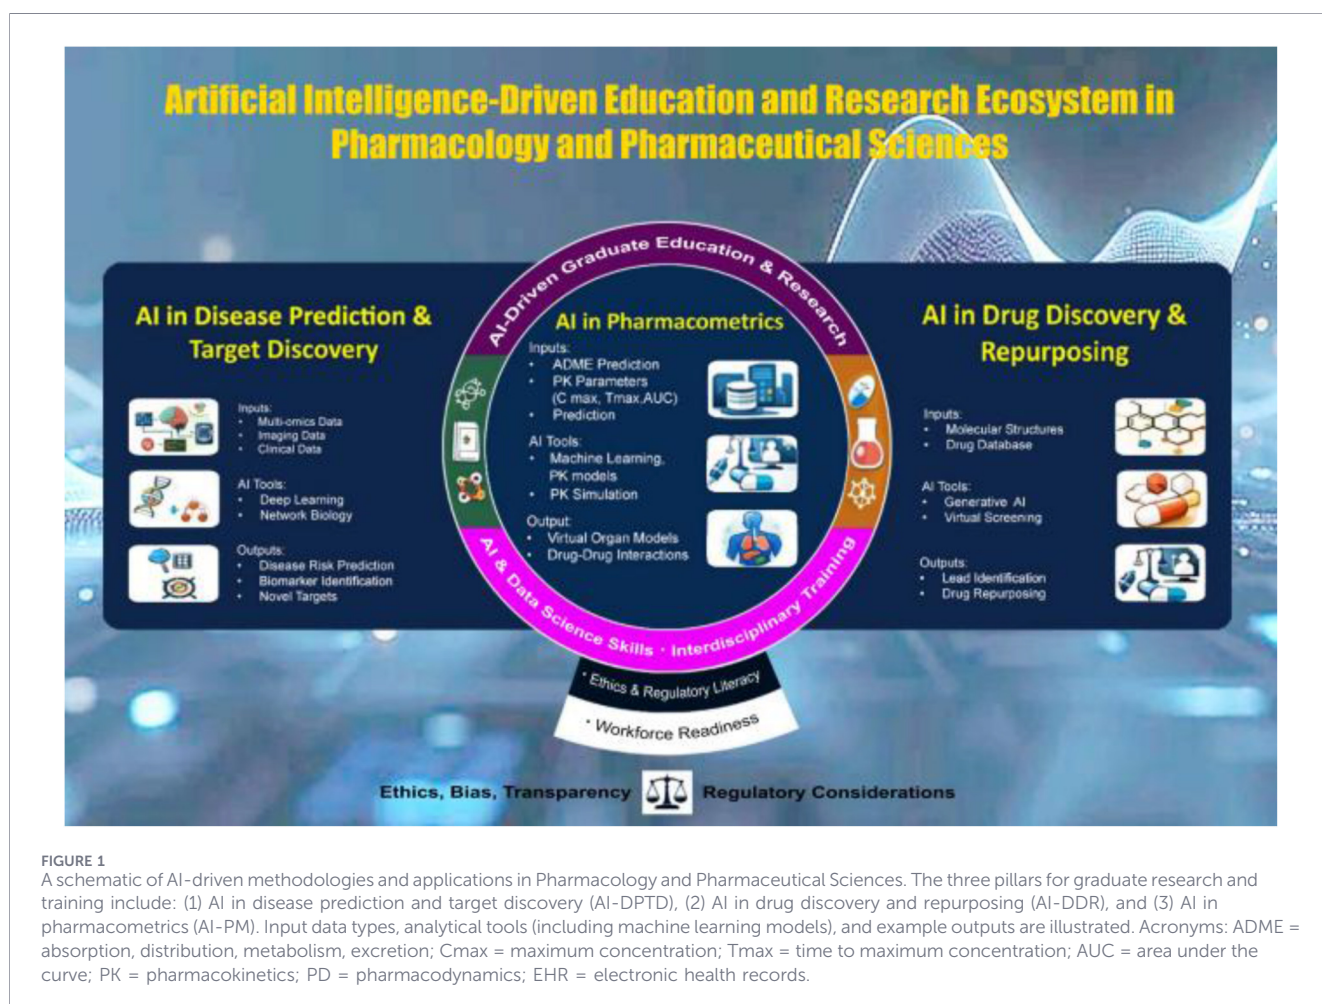 Artificial Intelligence-Driven Education and Research Ecosystem in
Pharmacology and Pharmaceutical Sciences
AI-Driven Graduate Education & Research
AI in Disease Prediction &
Target Discovery
Inputs:
• Multi-omics Data
• Imaging Data
• Clinical Data
AI Tools:
• Deep Learning
• Network Biology
Outputs:
• Disease Risk Prediction
• Biomarker Identification
• Novel Targets
AI in Pharmacometrics
Inputs:
• ADME Prediction
• PK Parameters
(C max, Tmax.AUC)
• Prediction
AI Tools:
• Machine Learning,
PK models
• PK Simulation
Output:
• Virtual Organ Models
• Drug-Drug Interactions
AI in Drug Discovery &
Repurposing
Inputs:
• Molecular Structures
• Drug Database
AI Tools:
• Generative AI
• Virtual Screening
Outputs:
• Lead Identification
• Drug Repurposing
AI & Data Science Skills · Interdisciplinary Training
• Ethics & Regulatory Literacy
• Workforce Readiness
Ethics, Bias, Transparency Regulatory Considerations
FIGURE 1
A schematic of AI-driven methodologies and applications in Pharmacology and Pharmaceutical Sciences. The three pillars for graduate research and
training include: (1) AI in disease prediction and target discovery (AI-DPTD), (2) AI in drug discovery and repurposing (AI-DDR), and (3) AI in
pharmacometrics (AI-PM). Input data types, analytical tools (including machine learning models), and example outputs are illustrated. Acronyms: ADME =
absorption, distribution, metabolism, excretion; Cmax = maximum concentration; Tmax = time to maximum concentration; AUC = area under the
curve; PK = pharmacokinetics; PD = pharmacodynamics; EHR = electronic health records.